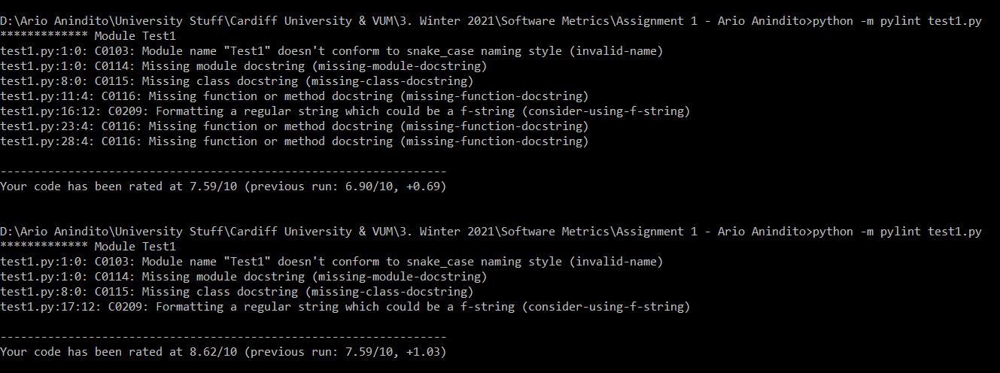 D:\Ario Anindito\University Stuff\Cardiff University & VUM\3. Winter 2021\Software Metrics\Assignment 1 - Ario Anindito>python -m pylint test1.py
************* Module Test1
test1.py:1:0: C0103: Module name "Test1" doesn't conform to snake_case naming style (invalid-name)
test1.py:1:0: C0114: Missing module docstring (missing-module-docstring)
test1.py:8:0: C0115: Missing class docstring (missing-class-docstring)
test1.py:11:4: C0116: Missing function or method docstring (missing-function-docstring)
test1.py:16:12: C0209: Formatting a regular string which could be a f-string (consider-using-f-string)
test1.py:23:4: C0116: Missing function or method docstring (missing-function-docstring)
test1.py:28:4: C0116: Missing function or method docstring (missing-function-docstring)
------------------------------------------------------------------
Your code has been rated at 7.59/10 (previous run: 6.90/10, +0.69)
D:\Ario Anindito\University Stuff\Cardiff University & VUM\3. Winter 2021\Software Metrics\Assignment 1 - Ario Anindito>python -m pylint test1.py
************* Module Test1
test1.py:1:0: C0103: Module name "Test1" doesn't conform to snake_case naming style (invalid-name)
test1.py:1:0: C0114: Missing module docstring (missing-module-docstring)
test1.py:8:0: C0115: Missing class docstring (missing-class-docstring)
test1.py:17:12: C0209: Formatting a regular string which could be a f-string (consider-using-f-string)
------------------------------------------------------------------
Your code has been rated at 8.62/10 (previous run: 7.59/10, +1.03)